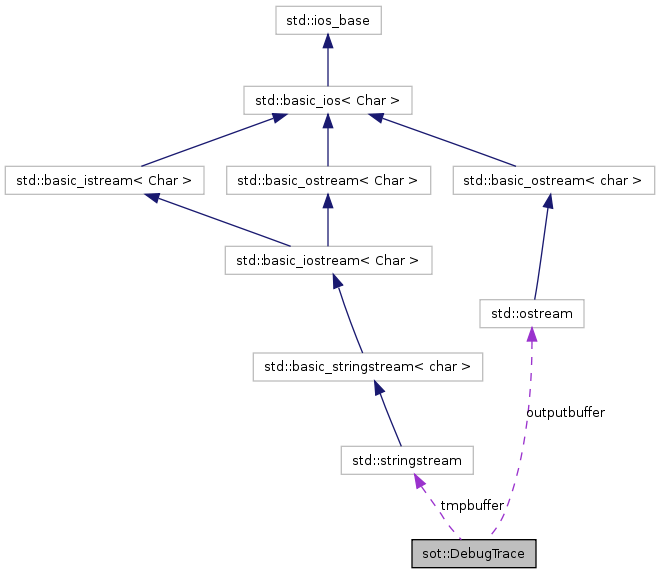 std::ios_base
std::basic_ios< Char >
std::basic_istream< Char >
std::basic_ostream< Char >
std::basic_ostream< char >
std::basic_iostream< Char >
std::ostream
std::basic_stringstream< char >
outputbuffer
std::stringstream
tmpbuffer
sot::DebugTrace